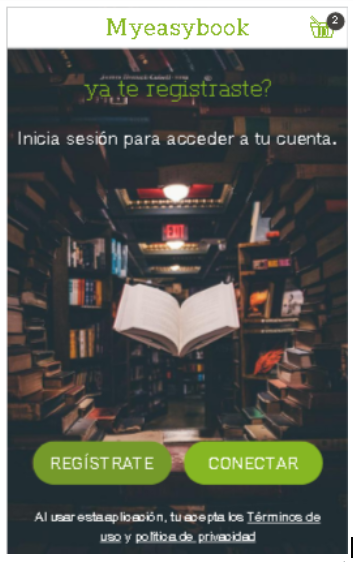 Myeasybook
2
ya te registraste?
Inicia sesión para acceder a tu cuenta.
EXIT
REGÍSTRATE
CONECTAR
Al usar esta aplicación, tu acepta los Términos de
uso y política de privacidad